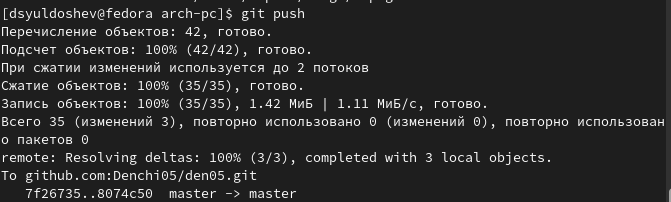 [dsyuldoshev@fedora arch-pc]$ git push
Перечисление объектов: 42, готово.
Подсчет объектов: 100% (42/42), готово.
При сжатии изменений используется до 2 потоков
Сжатие объектов: 100% (35/35), готово.
Запись объектов: 100% (35/35), 1.42 МиБ | 1.11 МиБ/с, готово.
Всего 35 (изменений 3), повторно использовано 0 (изменений 0), повторно использован
о пакетов 0
remote: Resolving deltas: 100% (3/3), completed with 3 local objects.
To github.com:Denchi05/den05.git
   7f26735..8074c50  master -> master